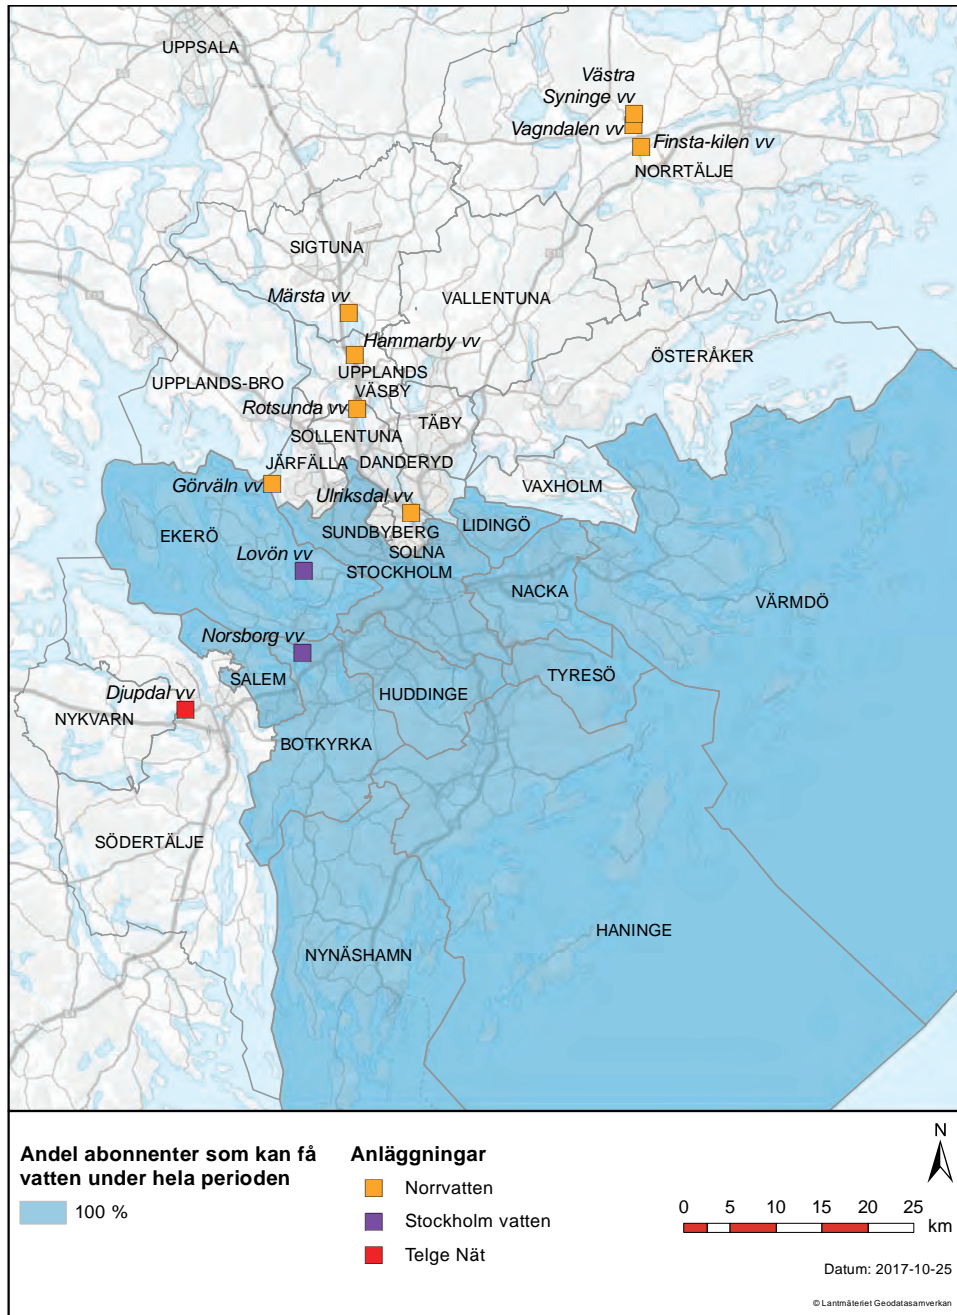 UPPSALA
Västra
Syninge vv
Vagndalen vv
Finsta-kilen vv
NORRTÄLJE
SIGTUNA
Märsta vv
VALLENTUNA
Hammarby vv
ÖSTERÅKER
UPPLANDS
VÄSBY
UPPLANDS-BRO
Rotsunda vv
TÄBY
SOLLENTUNA
JÄRFÄLLA
DANDERYD
Görväln vv
VAXHOLM
Ulriksdal vv
LIDINGÖ
EKERÖ
SUNDBYBERG
Lovön vv
SOLNA
STOCKHOLM
NACKA
VÄRMDÖ
Norsborg vv
SALEM
TYRESÖ
Djupdal vv
HUDDINGE
NYKVARN
BOTKYRKA
SÖDERTÄLJE
HANINGE
NYNÄSHAMN
Andel abonnenter som kan få
vatten under hela perioden
100 %
Anläggningar
Norrvatten
Stockholm vatten
Telge Nät
N
0 5 10 15 20 25
km
Datum: 2017-10-25
© Lantmäteriet Geodatasamverkan